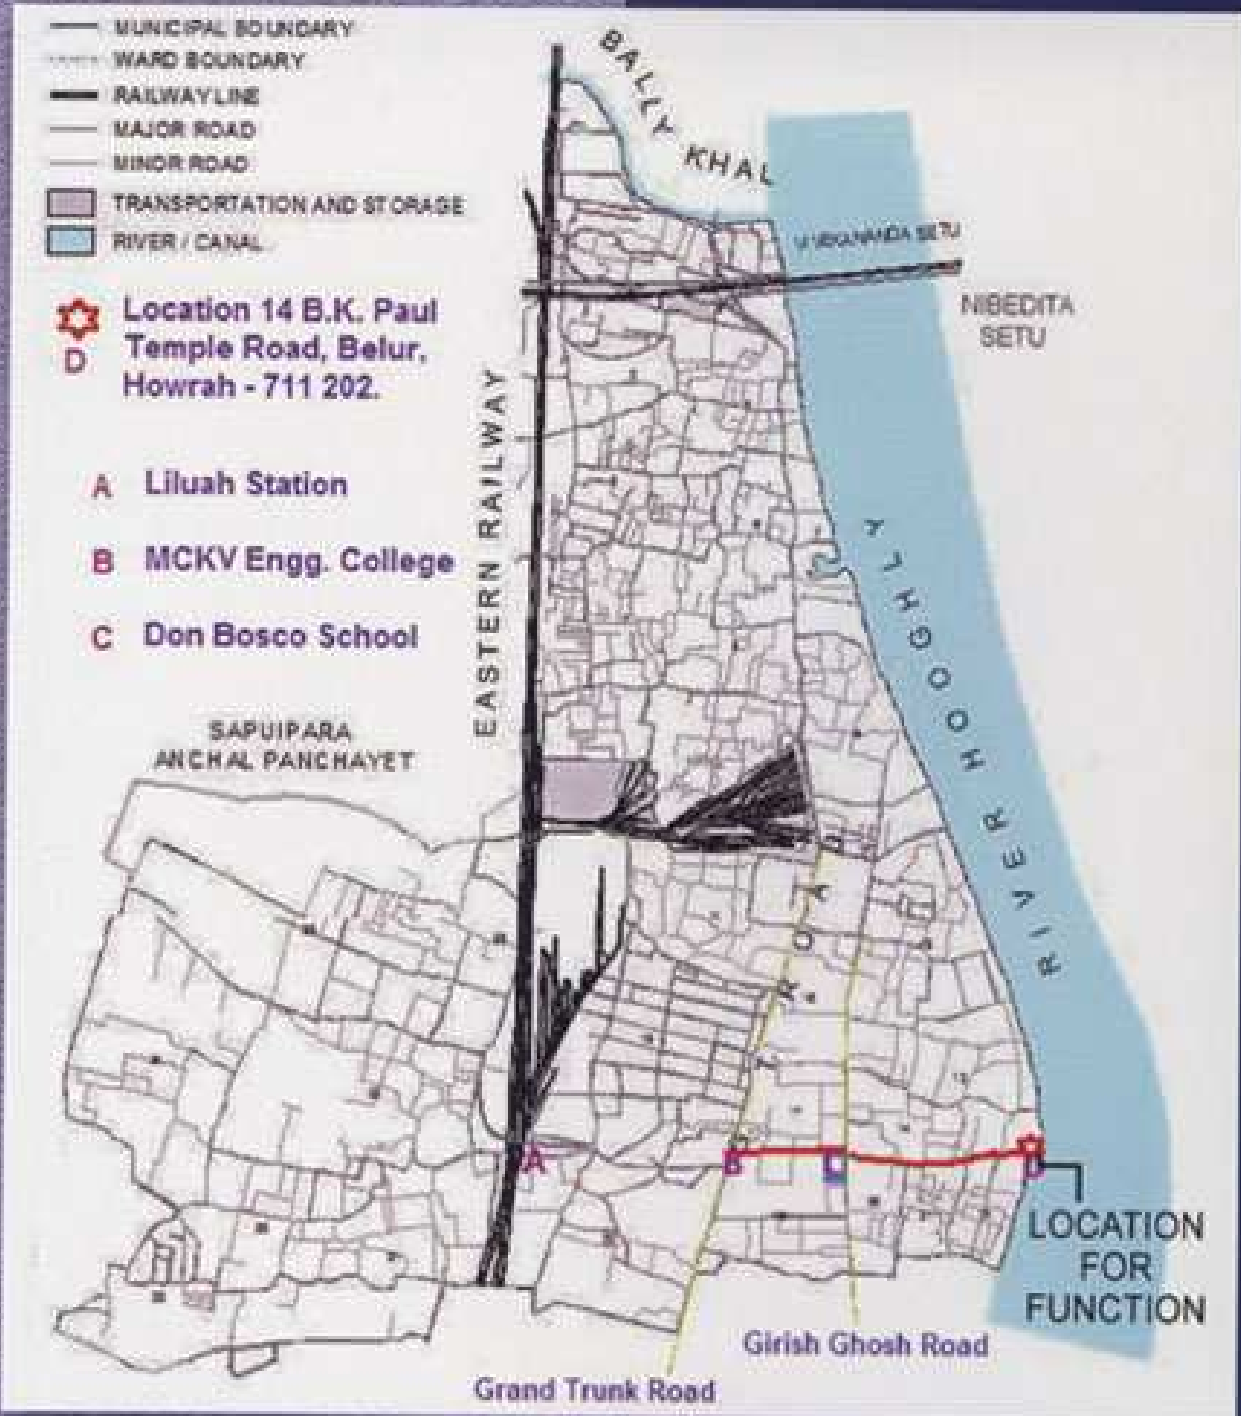 MUNICIPAL BOUNDARY
WARD BOUNDARY
RAILWAY LINE
MAJOR ROAD
MINOR ROAD
TRANSPORTATION AND STORAGE
RIVER / CANAL
D
Location 14 B.K. Paul
Temple Road, Belur,
Howrah - 711 202.
A Liluah Station
B MCKV Engg. College
C Don Bosco School
BALLY KHAL
SETU
NIBEDITA
SETU
EASTERN RAILWAY
RIVER HOOGHLY
SAPUIPARA
ANCHAL PANCHAYET
A
B
C
D
LOCATION
FOR
FUNCTION
Girish Ghosh Road
Grand Trunk Road